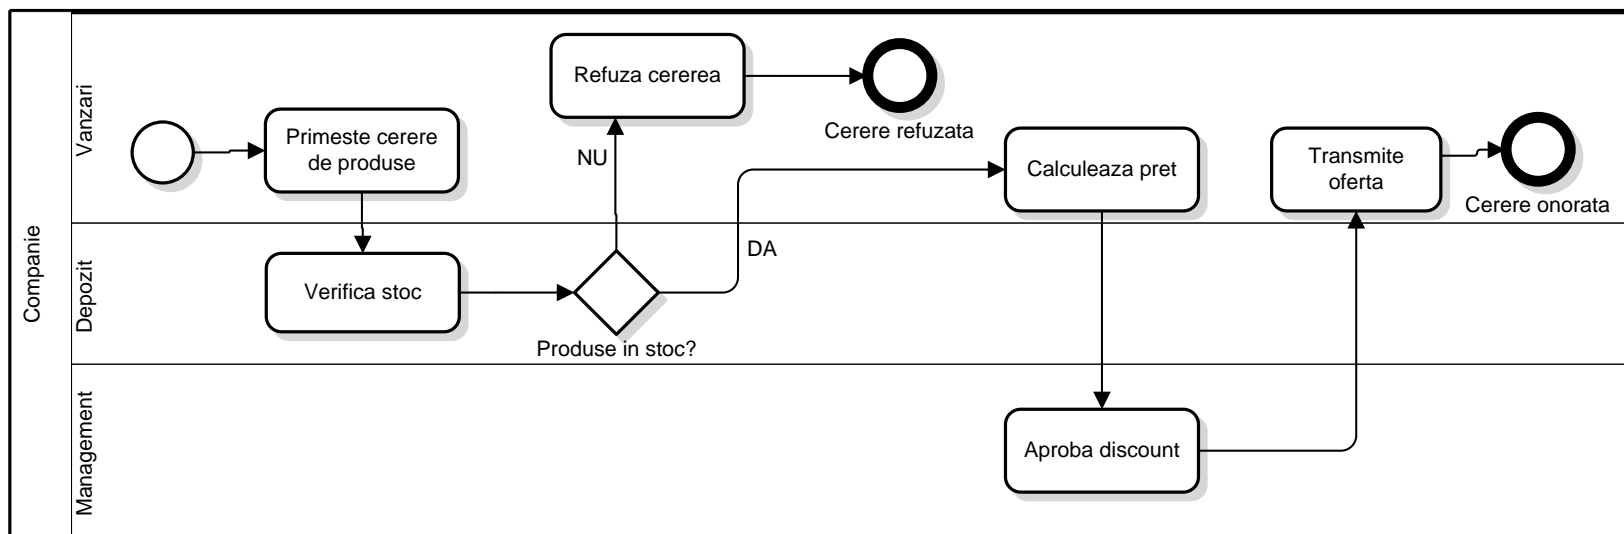 Companie
Vanzari
Primeste cerere
de produse
Refuza cererea
Cerere refuzata
NU
Calculeaza pret
Transmite
oferta
Cerere onorata
Depozit
Verifica stoc
Produse in stoc?
DA
Management
Aproba discount